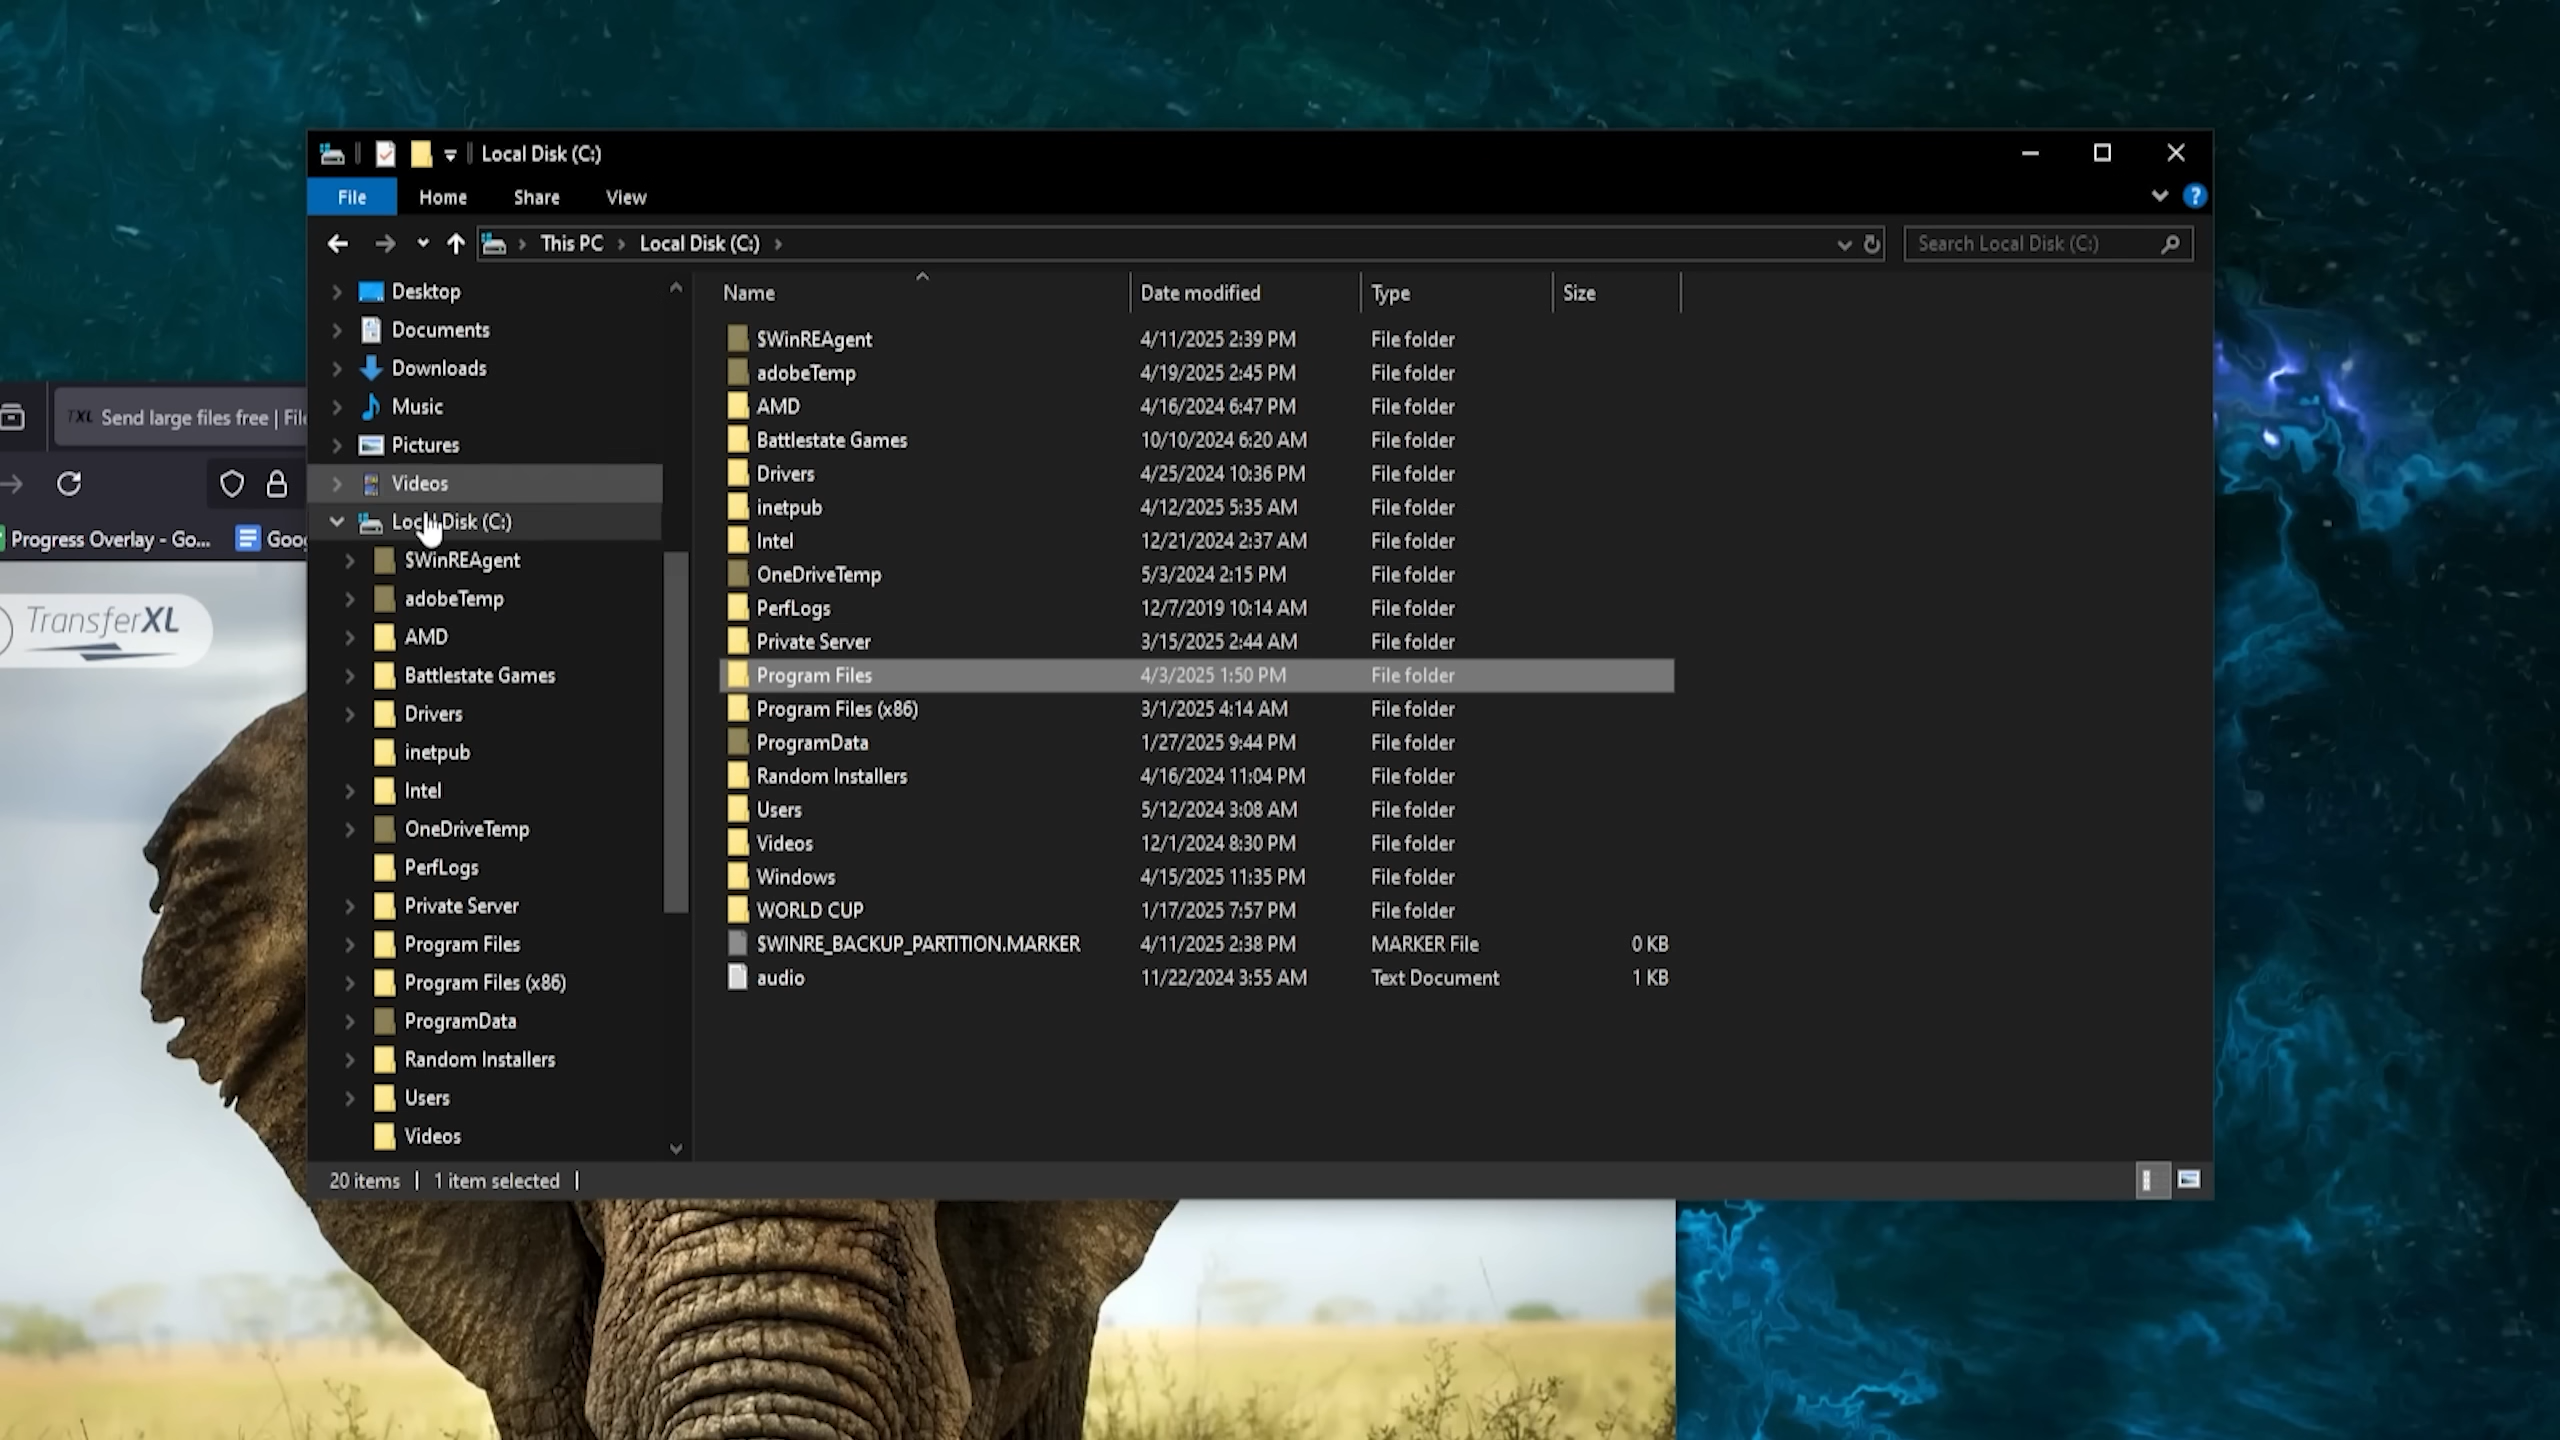 Local Disk (C:)
File Home Share View
This PC Local Disk (C:)
Search Local Disk (C:)
Desktop
Documents
Downloads
Music
Pictures
Videos
Local Disk (C:)
$WinREAgent
adobeTemp
AMD
Battlestate Games
Drivers
inetpub
Intel
OneDriveTemp
PerfLogs
Private Server
Program Files
Program Files (x86)
ProgramData
Random Installers
Users
Videos
Name Date modified Type Size
$WinREAgent 4/11/2025 2:39 PM File folder
adobeTemp 4/19/2025 2:45 PM File folder
AMD 4/16/2024 6:47 PM File folder
Battlestate Games 10/10/2024 6:20 AM File folder
Drivers 4/25/2024 10:36 PM File folder
inetpub 4/12/2025 5:35 AM File folder
Intel 12/21/2024 2:37 AM File folder
OneDriveTemp 5/3/2024 2:15 PM File folder
PerfLogs 12/7/2019 10:14 AM File folder
Private Server 3/15/2025 2:44 AM File folder
Program Files 4/3/2025 1:50 PM File folder
Program Files (x86) 3/1/2025 4:14 AM File folder
ProgramData 1/27/2025 9:44 PM File folder
Random Installers 4/16/2024 11:04 PM File folder
Users 5/12/2024 3:08 AM File folder
Videos 12/1/2024 8:30 PM File folder
Windows 4/15/2025 11:35 PM File folder
WORLD CUP 1/17/2025 7:57 PM File folder
$WINRE_BACKUP_PARTITION.MARKER 4/11/2025 2:38 PM MARKER File 0 KB
audio 11/22/2024 3:55 AM Text Document 1 KB
20 items 1 item selected
TXL Send large files free | File
Progress Overlay - Go... Goog
TransferXL